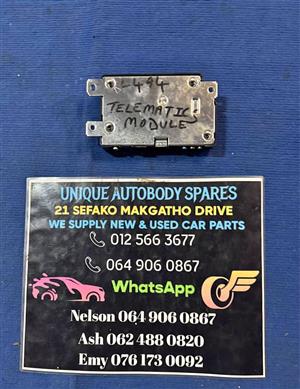 L494
TELEMATIC
MODULE
UNIQUE AUTOBODY SPARES
21 SEFAKO MAKGATHO DRIVE
WE SUPPLY NEW & USED CAR PARTS
012 566 3677
064 906 0867
WhatsApp
Nelson 064 906 0867
Ash 062 488 0820
Emy 076 173 0092